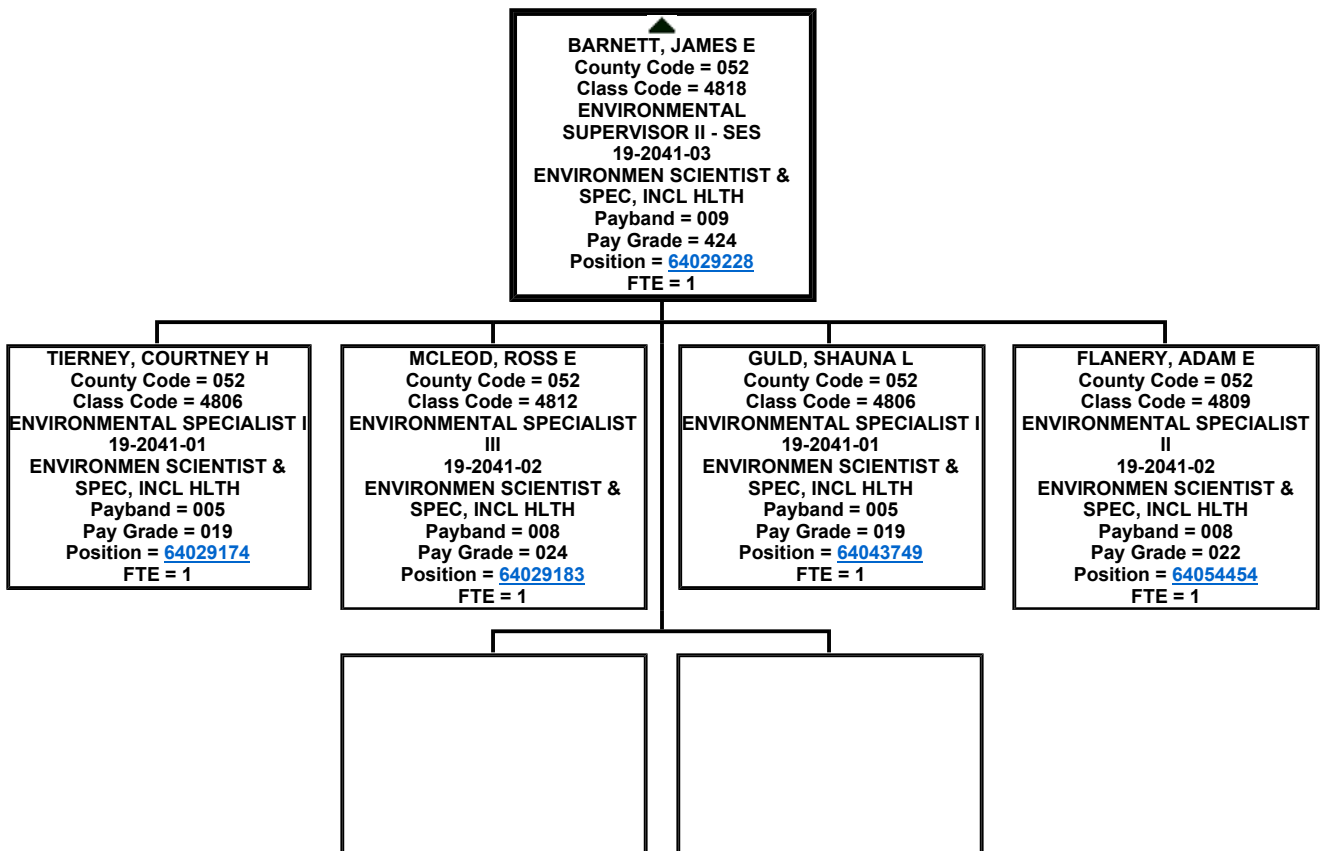 BARNETT, JAMES E
County Code = 052
Class Code = 4818
ENVIRONMENTAL
SUPERVISOR II - SES
19-2041-03
ENVIRONMEN SCIENTIST &
SPEC, INCL HLTH
Payband = 009
Pay Grade = 424
Position = 64029228
FTE = 1
TIERNEY, COURTNEY H
County Code = 052
Class Code = 4806
ENVIRONMENTAL SPECIALIST I
19-2041-01
ENVIRONMEN SCIENTIST &
SPEC, INCL HLTH
Payband = 005
Pay Grade = 019
Position = 64029174
FTE = 1
MCLEOD, ROSS E
County Code = 052
Class Code = 4812
ENVIRONMENTAL SPECIALIST
III
19-2041-02
ENVIRONMEN SCIENTIST &
SPEC, INCL HLTH
Payband = 008
Pay Grade = 024
Position = 64029183
FTE = 1
GULD, SHAUNA L
County Code = 052
Class Code = 4806
ENVIRONMENTAL SPECIALIST I
19-2041-01
ENVIRONMEN SCIENTIST &
SPEC, INCL HLTH
Payband = 005
Pay Grade = 019
Position = 64043749
FTE = 1
FLANERY, ADAM E
County Code = 052
Class Code = 4809
ENVIRONMENTAL SPECIALIST
II
19-2041-02
ENVIRONMEN SCIENTIST &
SPEC, INCL HLTH
Payband = 008
Pay Grade = 022
Position = 64054454
FTE = 1